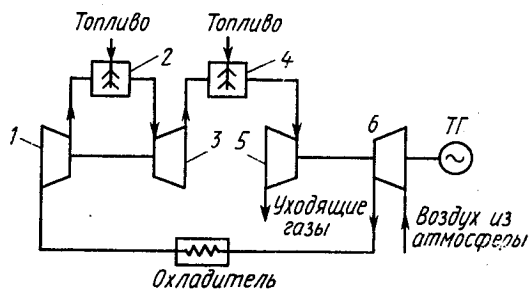 Топливо
Топливо
2
4
1
3
5
6
ТГ
Уходящие
газы
Воздух из
атмосферы
Охладитель